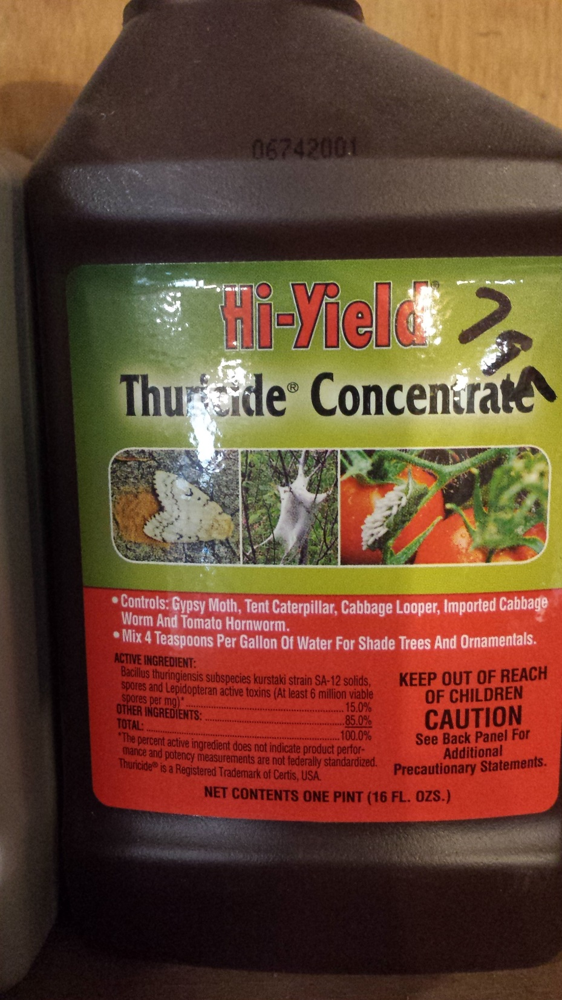 06742001
Hi-Yield®
Thuricide® Concentrate
• Controls: Gypsy Moth, Tent Caterpillar, Cabbage Looper, Imported Cabbage
Worm And Tomato Hornworm.
• Mix 4 Teaspoons Per Gallon Of Water For Shade Trees And Ornamentals.
ACTIVE INGREDIENT:
Bacillus thuringiensis subspecies kurstaki strain SA-12 solids,
spores and Lepidopteran active toxins (At least 6 million viable
spores per mg)* 15.0%
OTHER INGREDIENTS: 85.0%
TOTAL: 100.0%
*The percent active ingredient does not indicate product perfor-
mance and potency measurements are not federally standardized.
Thuricide® is a Registered Trademark of Certis, USA.
KEEP OUT OF REACH
OF CHILDREN
CAUTION
See Back Panel For
Additional
Precautionary Statements.
NET CONTENTS ONE PINT (16 FL. OZS.)